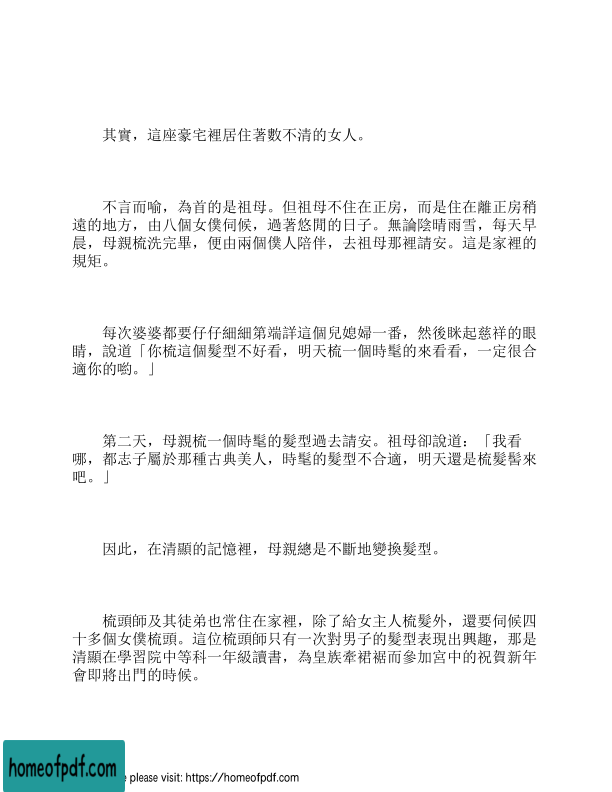 其實，這座豪宅裡居住著數不清的女人。
不言而喻，為首的是祖母。但祖母不住在正房，而是住在離正房稍
遠的地方，由八個女僕伺候，過著悠閒的日子。無論陰晴雨雪，每天早
晨，母親梳洗完畢，便由兩個僕人陪伴，去祖母那裡請安。這是家裡的
規矩。
每次婆婆都要仔仔細細第端詳這個兒媳婦一番，然後眯起慈祥的眼
睛，說道「你梳這個髮型不好看，明天梳一個時髦的來看看，一定很合
適你的喲。」
第二天，母親梳一個時髦的髮型過去請安。祖母卻說道：「我看
哪，都志子屬於那種古典美人，時髦的髮型不合適，明天還是梳髮髻來
吧。」
因此，在清顯的記憶裡，母親總是不斷地變換髮型。
梳頭師及其徒弟也常住在家裡，除了給女主人梳髮外，還要伺候四
十多個女僕梳頭。這位梳頭師只有一次對男子的髮型表現出興趣，那是
清顯在學習院中等科一年級讀書，為皇族牽裙裾而參加宮中的祝賀新年
會即將出門的時候。
homeofpdf.com
please visit: https://homeofpdf.com